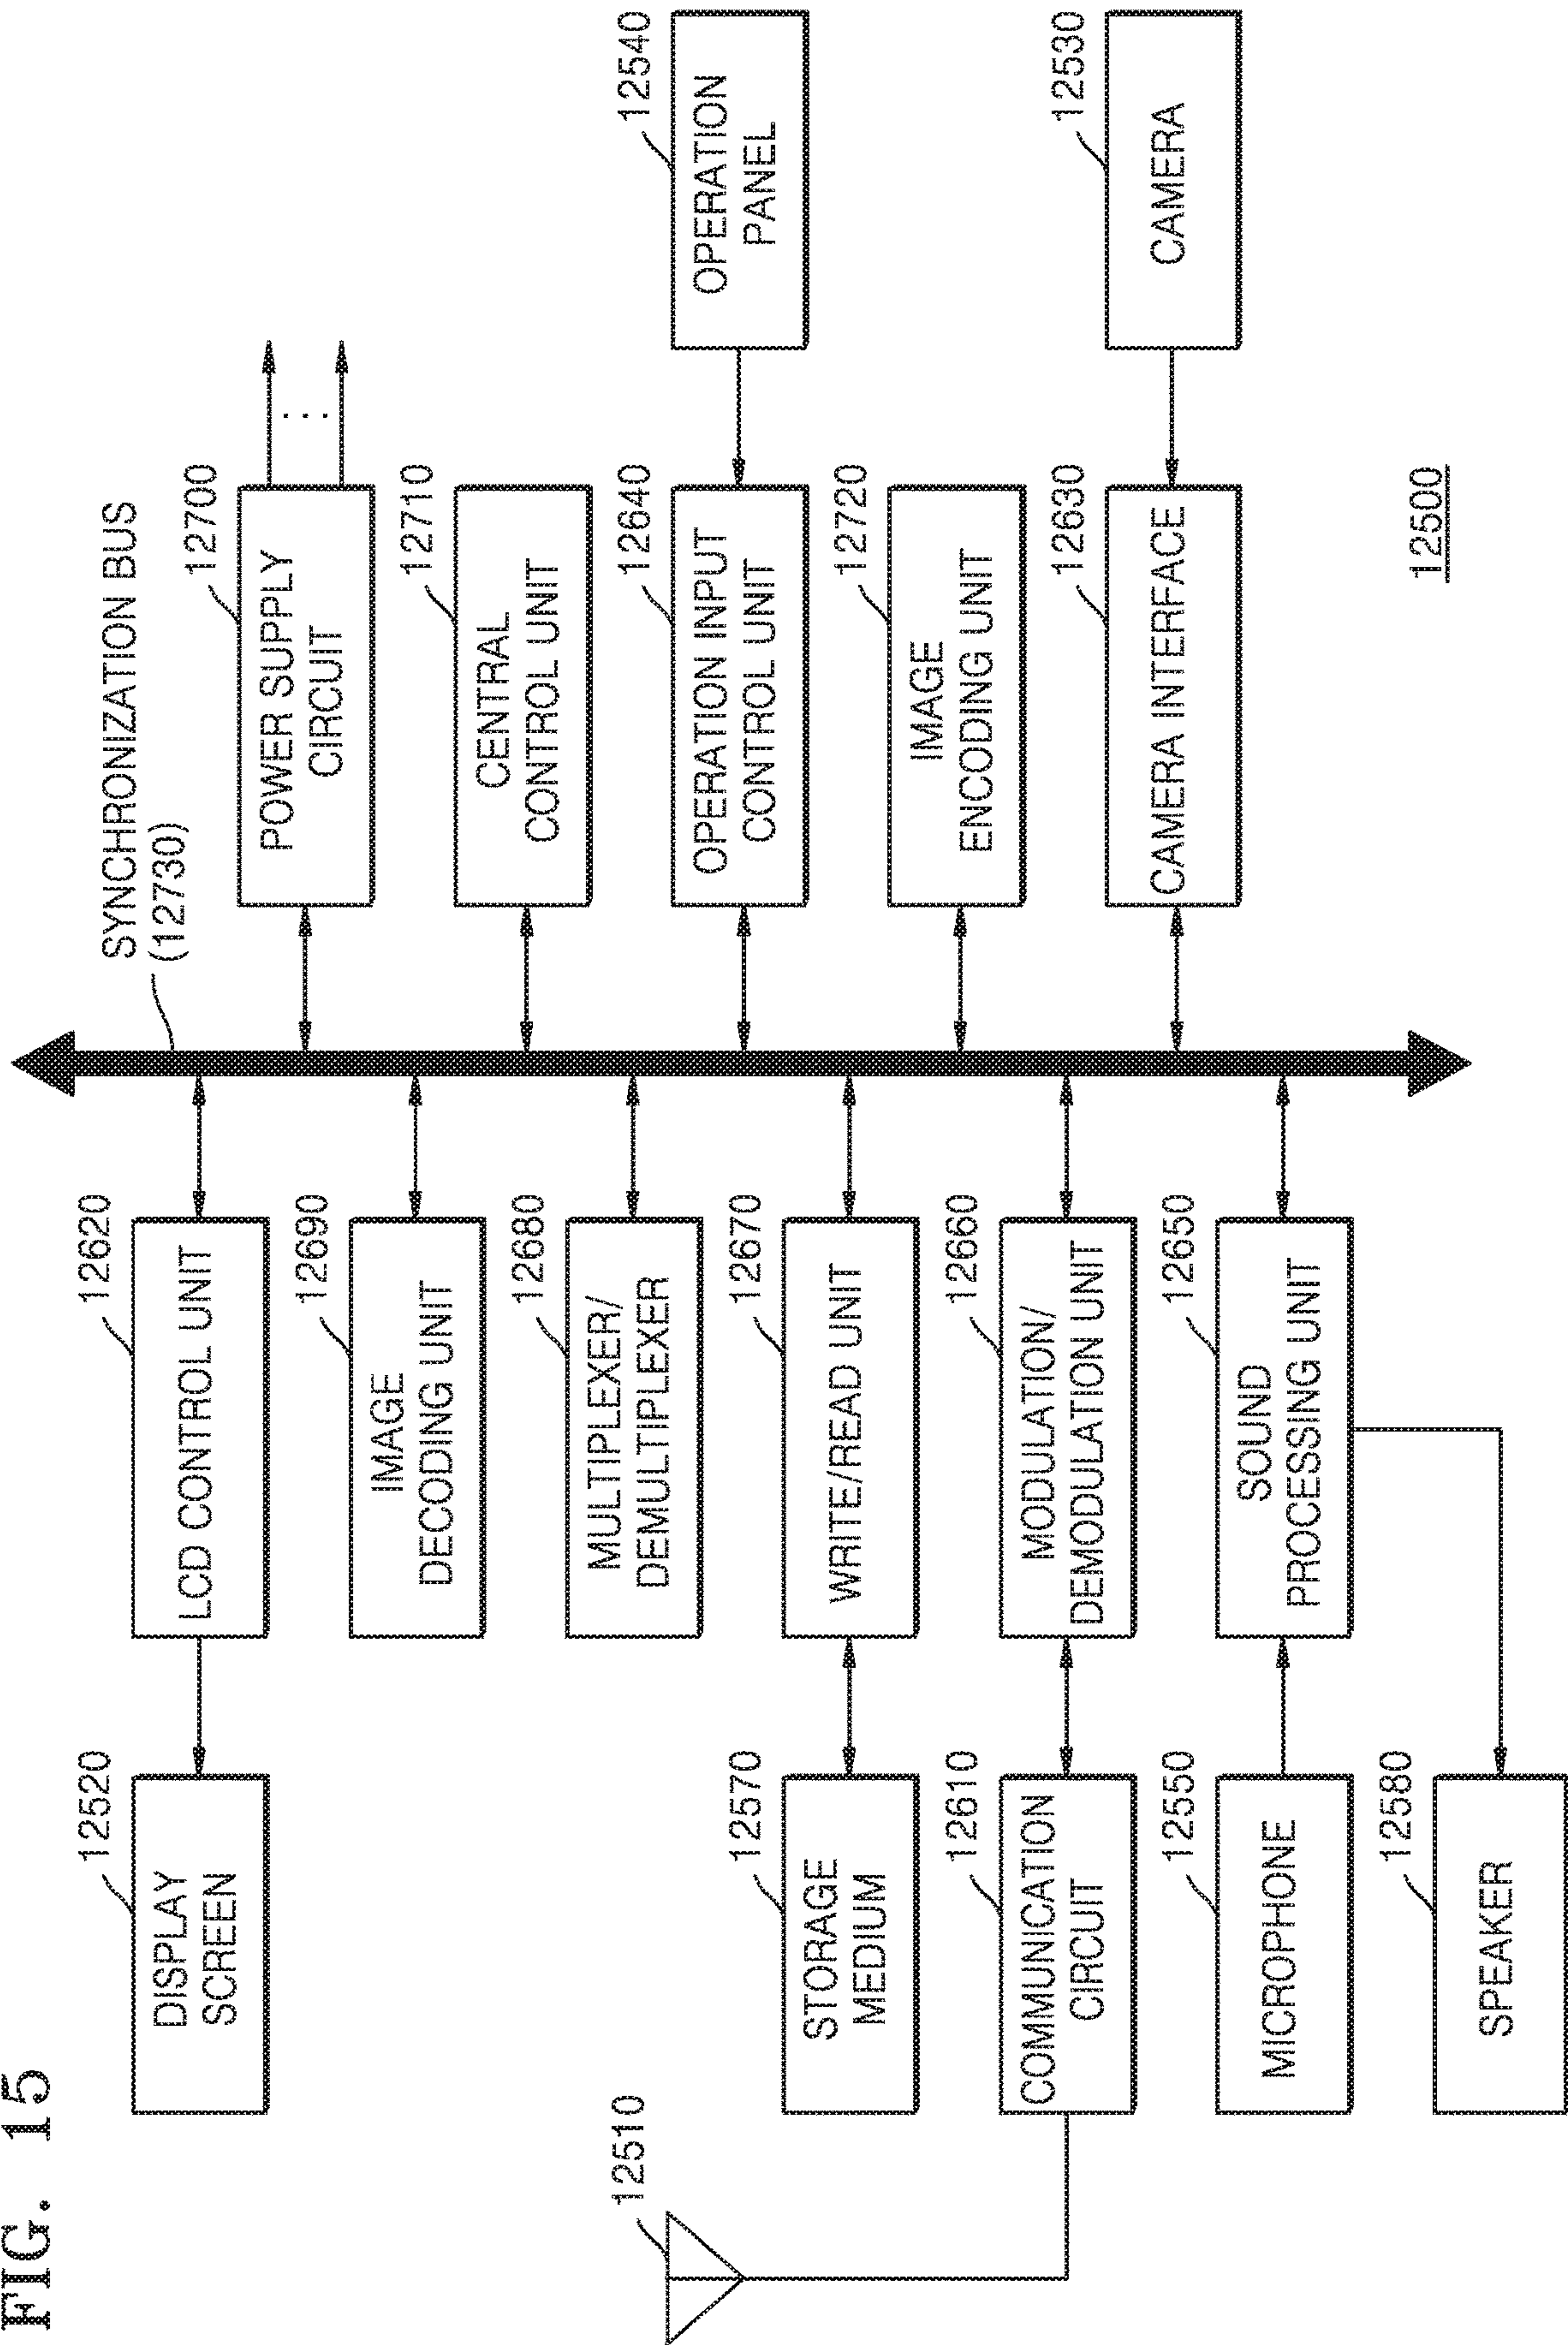 FIG. 15
12510
12520
DISPLAY
SCREEN
12570
STORAGE
MEDIUM
12610
COMMUNICATION
CIRCUIT
12550
MICROPHONE
12580
SPEAKER
12620
LCD CONTROL UNIT
12690
IMAGE
DECODING UNIT
12680
MULTIPLEXER/
DEMULTIPLEXER
12670
WRITE/READ UNIT
12660
MODULATION/
DEMODULATION UNIT
12650
SOUND
PROCESSING UNIT
SYNCHRONIZATION BUS
(12730)
12700
POWER SUPPLY
CIRCUIT
12710
CENTRAL
CONTROL UNIT
12640
OPERATION INPUT
CONTROL UNIT
12720
IMAGE
ENCODING UNIT
12630
CAMERA INTERFACE
12540
OPERATION
PANEL
12530
CAMERA
12500